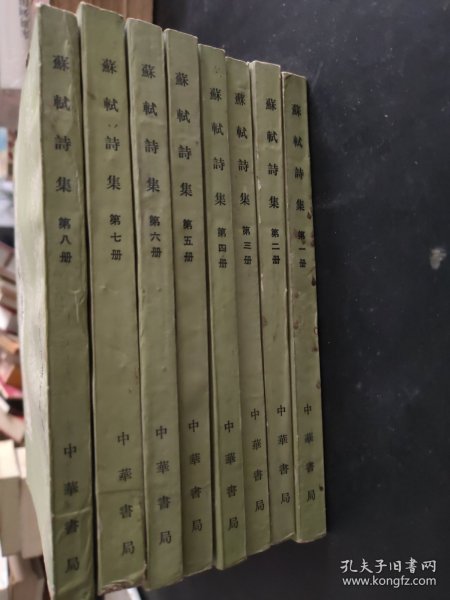 蘇軾詩集 第八册 中華書局
蘇軾詩集 第七册 中華書局
蘇軾詩集 第六册 中華書局
蘇軾詩集 第五册 中華書局
蘇軾詩集 第四册 中華書局
蘇軾詩集 第三册 中華書局
蘇軾詩集 第二册 中華書局
蘇軾詩集 第一册 中華書局
孔夫子旧书网
www.kongfz.com